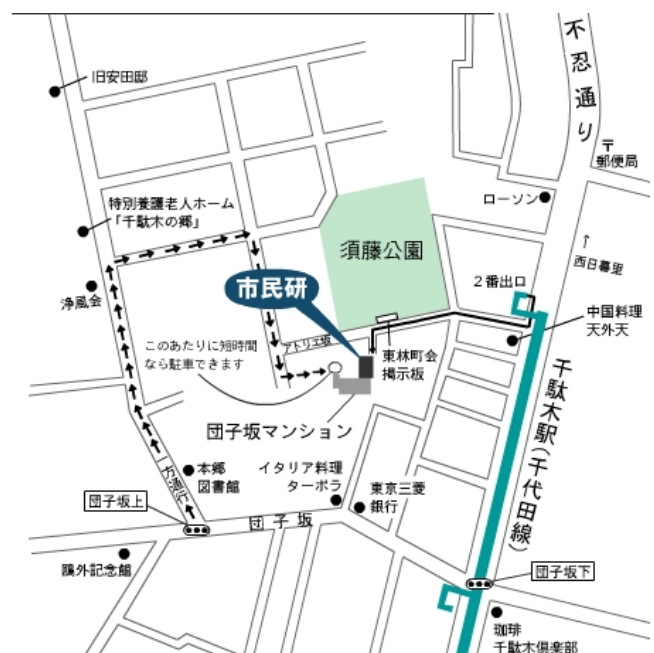 不忍通り
旧安田邸
〒
郵便局
ローソン
特別養護老人ホーム
「千駄木の郷」
須藤公園
↑
西日暮里
2番出口
浄風会
市民研
中国料理
天外天
アトリエ坂
このあたりに短時間
なら駐車できます
東林町会
掲示板
千駄木駅(千代田線)
団子坂マンション
一方通行
本郷
図書館
イタリア料理
ターボラ
東京三菱
銀行
団子坂上
団子坂
鴎外記念館
団子坂下
珈琲
千駄木倶楽部